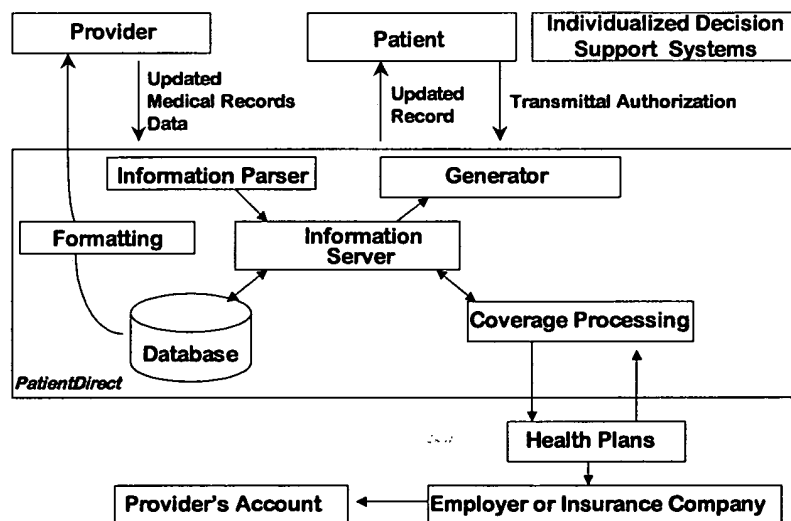 Provider
Patient
Individualized Decision
Support Systems
Updated
Medical Records
Data
Updated
Record
Transmittal Authorization
Information Parser
Generator
Formatting
Information
Server
Database
Coverage Processing
PatientDirect
Health Plans
Provider's Account
Employer or Insurance Company